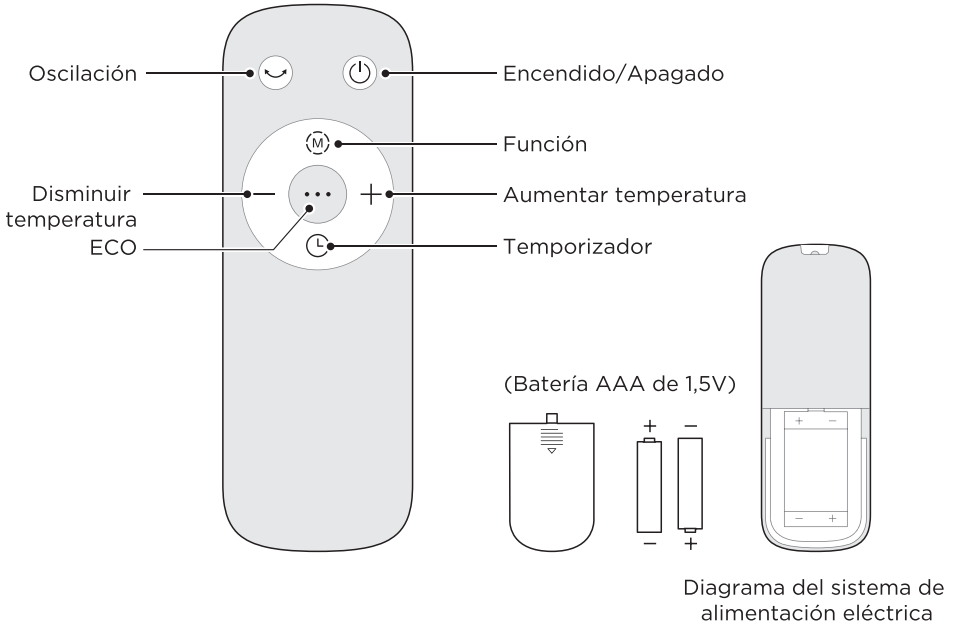 Oscilación
Encendido/Apagado
M
Función
Disminuir
temperatura
Aumentar temperatura
ECO
Temporizador
(Batería AAA de 1,5V)
+ −
− +
+ −
− +
Diagrama del sistema de
alimentación eléctrica